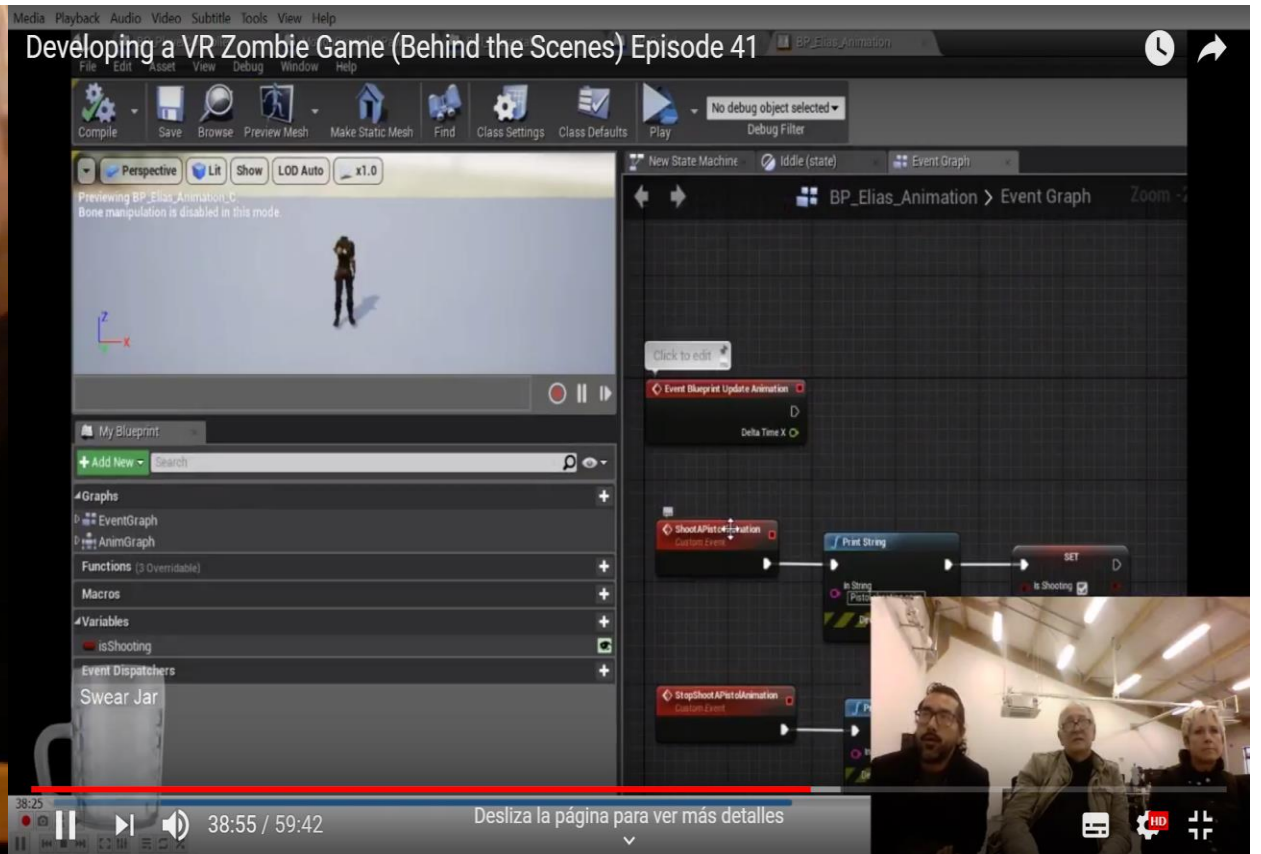 Media Playback Audio Video Subtitle Tools View Help
Developing a VR Zombie Game (Behind the Scenes) Episode 41
BP_Elias_Animation
File Edit Asset View Debug Window Help
Compile Save Browse Preview Mesh Make Static Mesh Find Class Settings Class Defaults Play
No debug object selected
Debug Filter
Perspective Lit Show LOD Auto x1.0
Previewing BP_Elias_Animation_C.
Bone manipulation is disabled in this mode.
Z
X
New State Machine Iddle (state) Event Graph
BP_Elias_Animation > Event Graph Zoom -2
Click to edit
Event Blueprint Update Animation
Delta Time X
My Blueprint
+ Add New Search
Graphs
EventGraph
AnimGraph
Functions (3 Overridable)
Macros
Variables
isShooting
Event Dispatchers
Swear Jar
Custom Event
Print String
In String
SET
Is Shooting
StopShootAPistolAnimation
Custom Event
38:25
38:55 / 59:42
Desliza la página para ver más detalles
HD